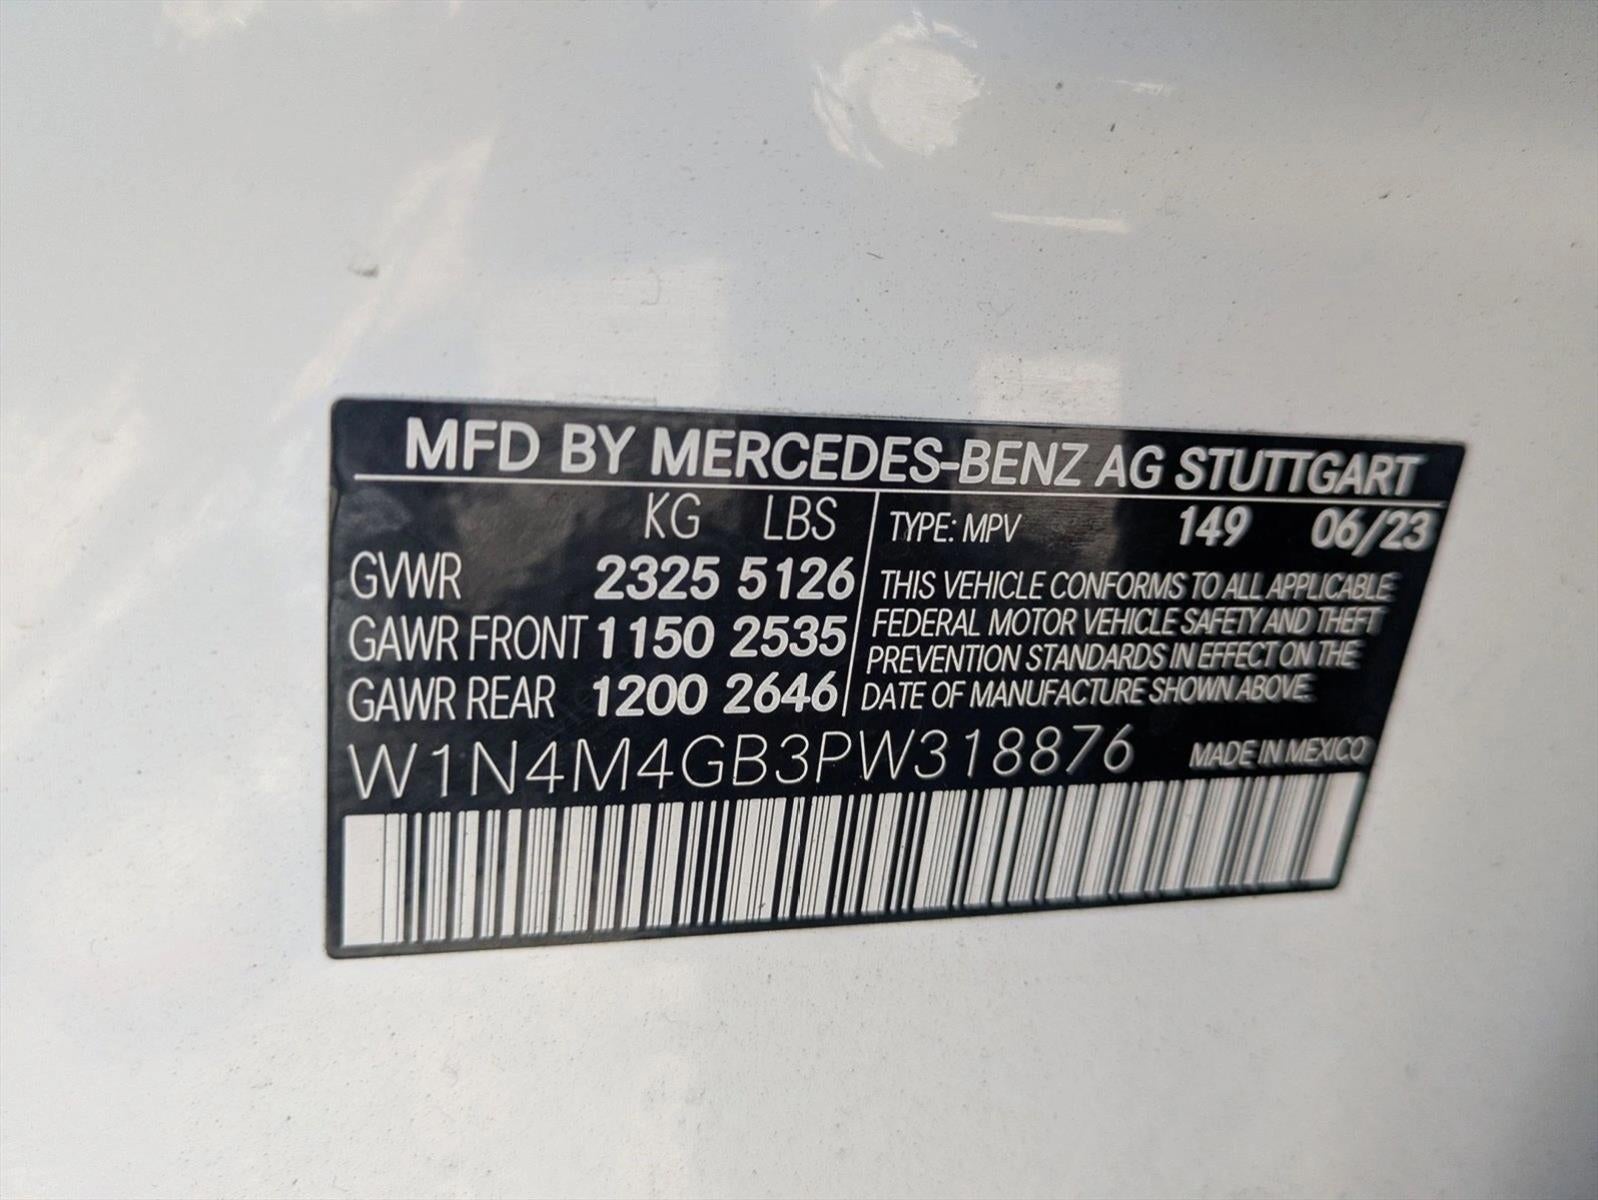 MFD BY MERCEDES-BENZ AG STUTTGART
KG LBS
GVWR 2325 5126
GAWR FRONT 1150 2535
GAWR REAR 1200 2646
TYPE: MPV 149 06/23
THIS VEHICLE CONFORMS TO ALL APPLICABLE
FEDERAL MOTOR VEHICLE SAFETY AND THEFT
PREVENTION STANDARDS IN EFFECT ON THE
DATE OF MANUFACTURE SHOWN ABOVE.
W1N4M4GB3PW318876 MADE IN MEXICO